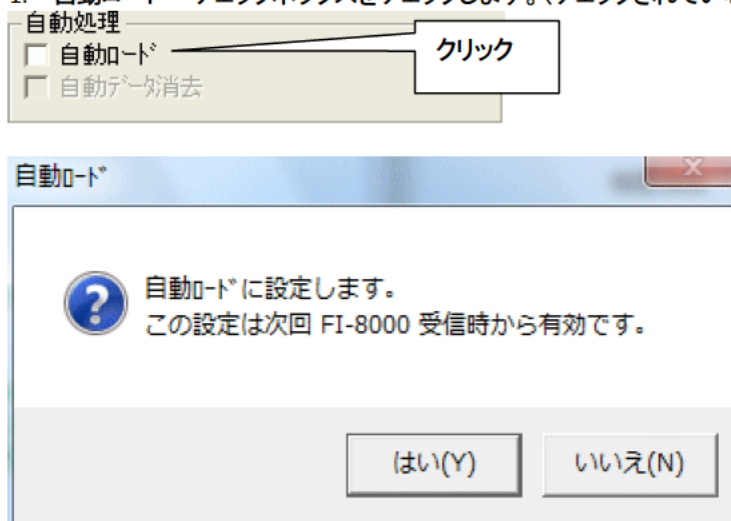 自動処理
自動ロード
クリック
自動データ消去
自動ロード
自動ロードに設定します。
この設定は次回 FI-8000 受信時から有効です。
はい(Y)
いいえ(N)